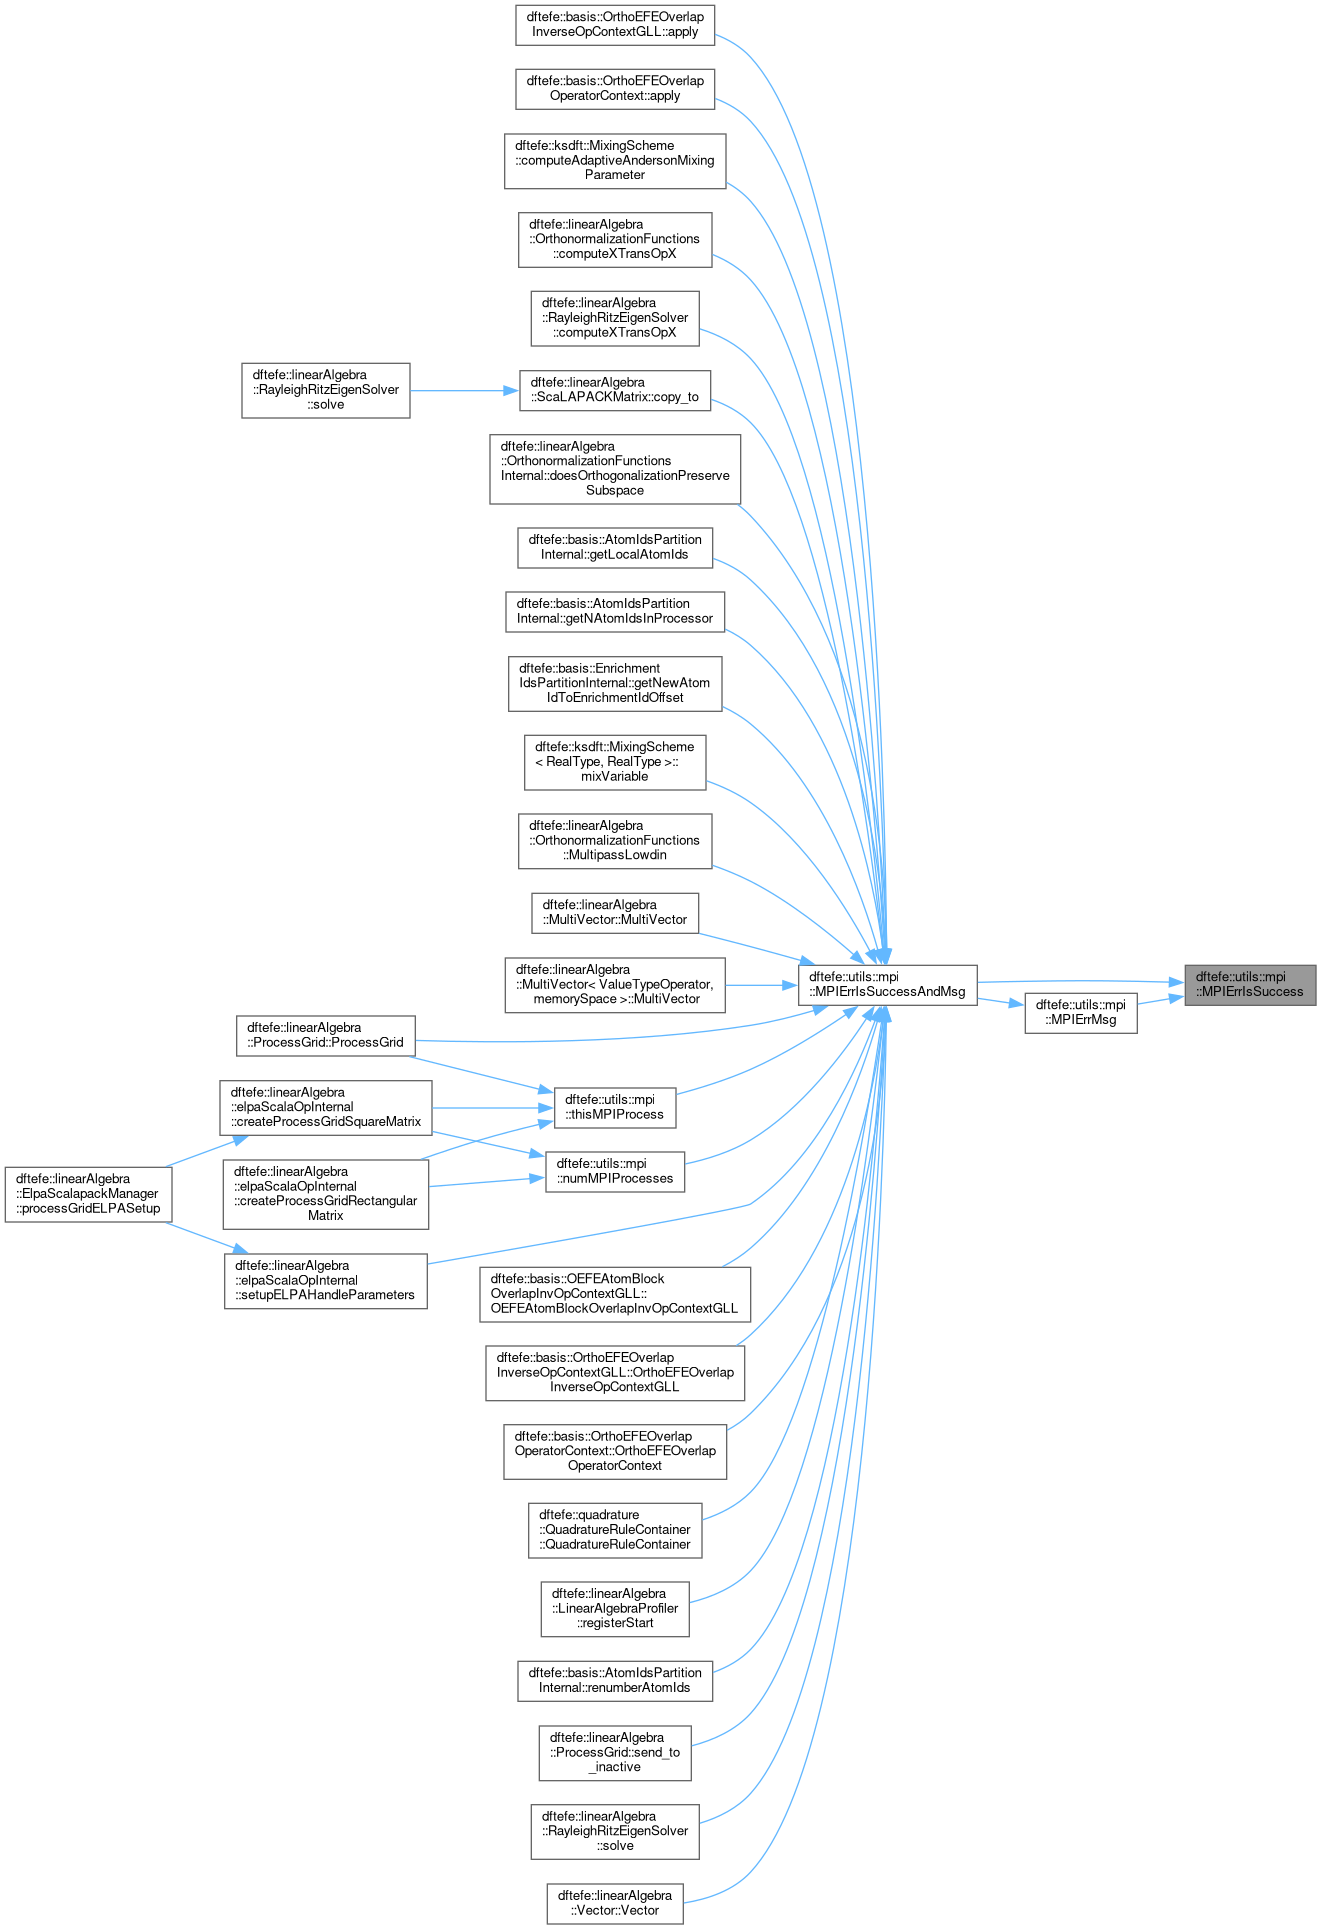 dftefe::basis::OrthoEFEOverlap
InverseOpContextGLL::apply
dftefe::basis::OrthoEFEOverlap
OperatorContext::apply
dftefe::ksdft::MixingScheme
::computeAdaptiveAndersonMixing
Parameter
dftefe::linearAlgebra
::OrthonormalizationFunctions
::computeXTransOpX
dftefe::linearAlgebra
::RayleighRitzEigenSolver
::computeXTransOpX
dftefe::linearAlgebra
::RayleighRitzEigenSolver
::solve
dftefe::linearAlgebra
::ScaLAPACKMatrix::copy_to
dftefe::linearAlgebra
::OrthonormalizationFunctions
Internal::doesOrthogonalizationPreserve
Subspace
dftefe::basis::AtomIdsPartition
Internal::getLocalAtomIds
dftefe::basis::AtomIdsPartition
Internal::getNAtomIdsInProcessor
dftefe::basis::Enrichment
IdsPartitionInternal::getNewAtom
IdToEnrichmentIdOffset
dftefe::ksdft::MixingScheme
< RealType, RealType >::
mixVariable
dftefe::linearAlgebra
::OrthonormalizationFunctions
::MultipassLowdin
dftefe::linearAlgebra
::MultiVector::MultiVector
dftefe::linearAlgebra
::MultiVector< ValueTypeOperator,
memorySpace >::MultiVector
dftefe::utils::mpi
::MPIErrIsSuccessAndMsg
dftefe::utils::mpi
::MPIErrIsSuccess
dftefe::utils::mpi
::MPIErrMsg
dftefe::linearAlgebra
::ProcessGrid::ProcessGrid
dftefe::linearAlgebra
::elpaScalaOpInternal
::createProcessGridSquareMatrix
dftefe::utils::mpi
::thisMPIProcess
dftefe::linearAlgebra
::elpaScalaOpInternal
::createProcessGridRectangular
Matrix
dftefe::utils::mpi
::numMPIProcesses
dftefe::linearAlgebra
::ElpaScalapackManager
::processGridELPASetup
dftefe::linearAlgebra
::elpaScalaOpInternal
::setupELPAHandleParameters
dftefe::basis::OEFEAtomBlock
OverlapInvOpContextGLL::
OEFEAtomBlockOverlapInvOpContextGLL
dftefe::basis::OrthoEFEOverlap
InverseOpContextGLL::OrthoEFEOverlap
InverseOpContextGLL
dftefe::basis::OrthoEFEOverlap
OperatorContext::OrthoEFEOverlap
OperatorContext
dftefe::quadrature
::QuadratureRuleContainer
::QuadratureRuleContainer
dftefe::linearAlgebra
::LinearAlgebraProfiler
::registerStart
dftefe::basis::AtomIdsPartition
Internal::renumberAtomIds
dftefe::linearAlgebra
::ProcessGrid::send_to
_inactive
dftefe::linearAlgebra
::RayleighRitzEigenSolver
::solve
dftefe::linearAlgebra
::Vector::Vector